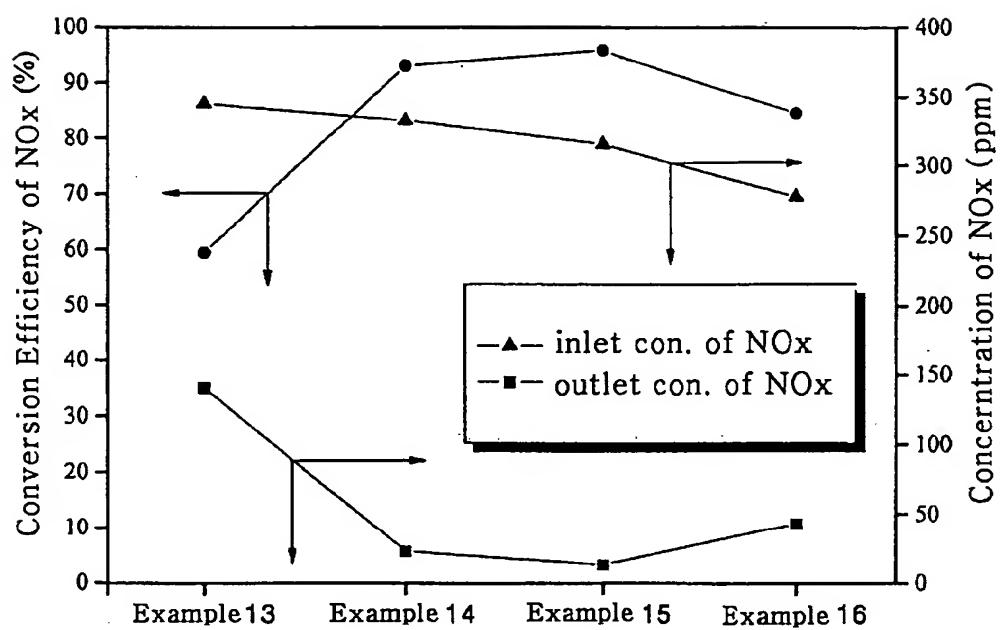 Conversion Efficiency of NOx (%)
100
90
80
70
60
50
40
30
20
10
0
400
350
300
250
200
150
100
50
0
Concerntration of NOx (ppm)
inlet con. of NOx
outlet con. of NOx
Example 13
Example 14
Example 15
Example 16